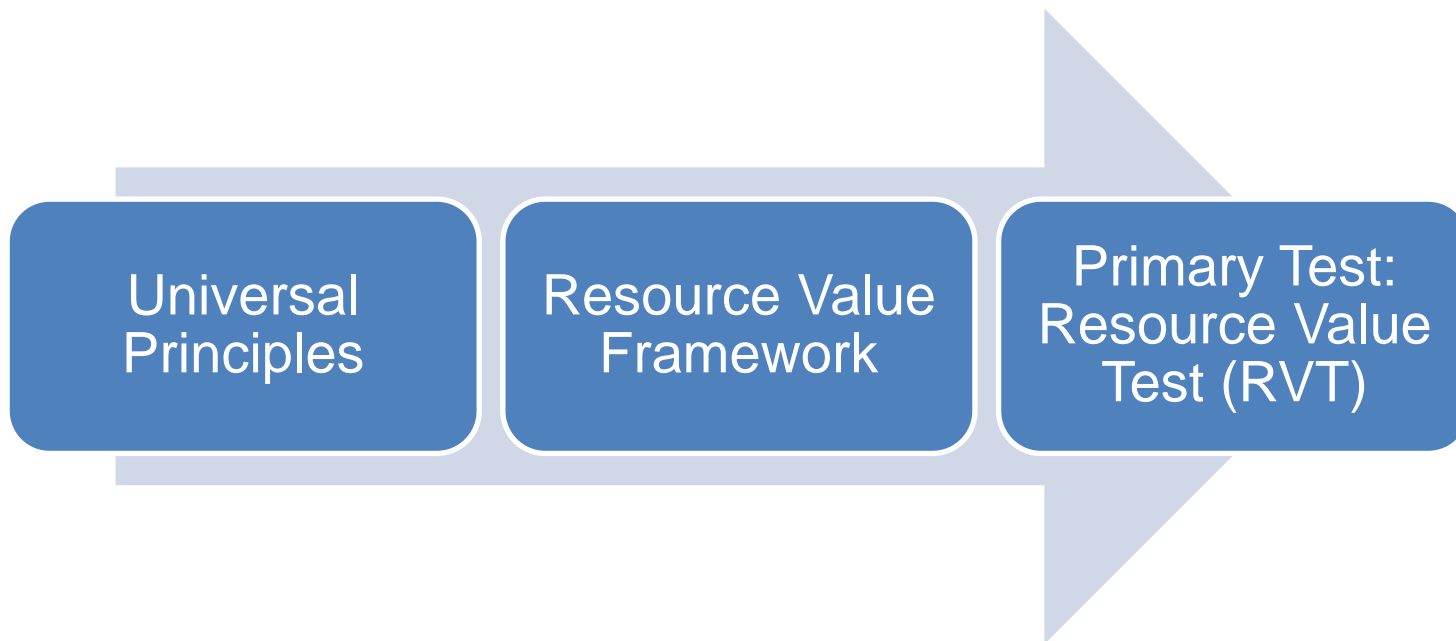 Universal
Principles
Resource Value
Framework
Primary Test:
Resource Value
Test (RVT)